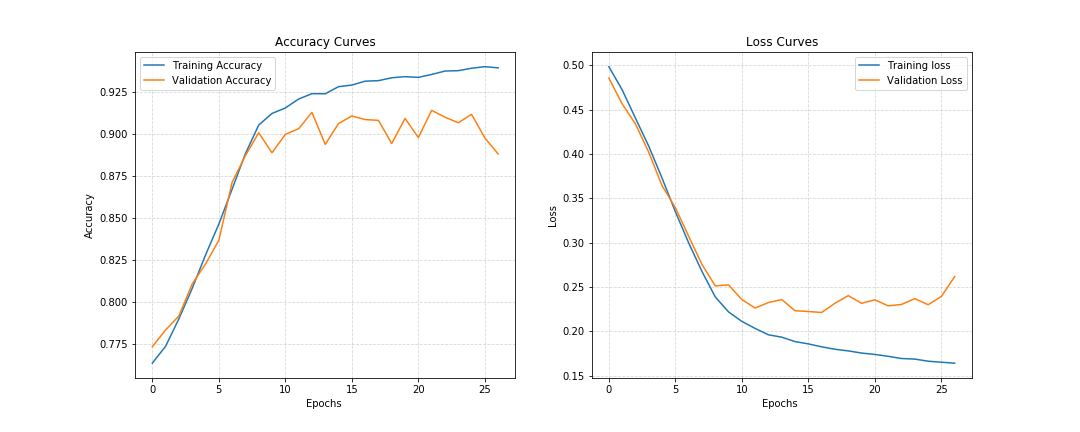 Accuracy Curves
Training Accuracy
Validation Accuracy
0.925
0.900
0.875
0.850
0.825
0.800
0.775
Accuracy
0 5 10 15 20 25
Epochs
Loss Curves
Training loss
Validation Loss
0.50
0.45
0.40
0.35
0.30
0.25
0.20
0.15
Loss
0 5 10 15 20 25
Epochs